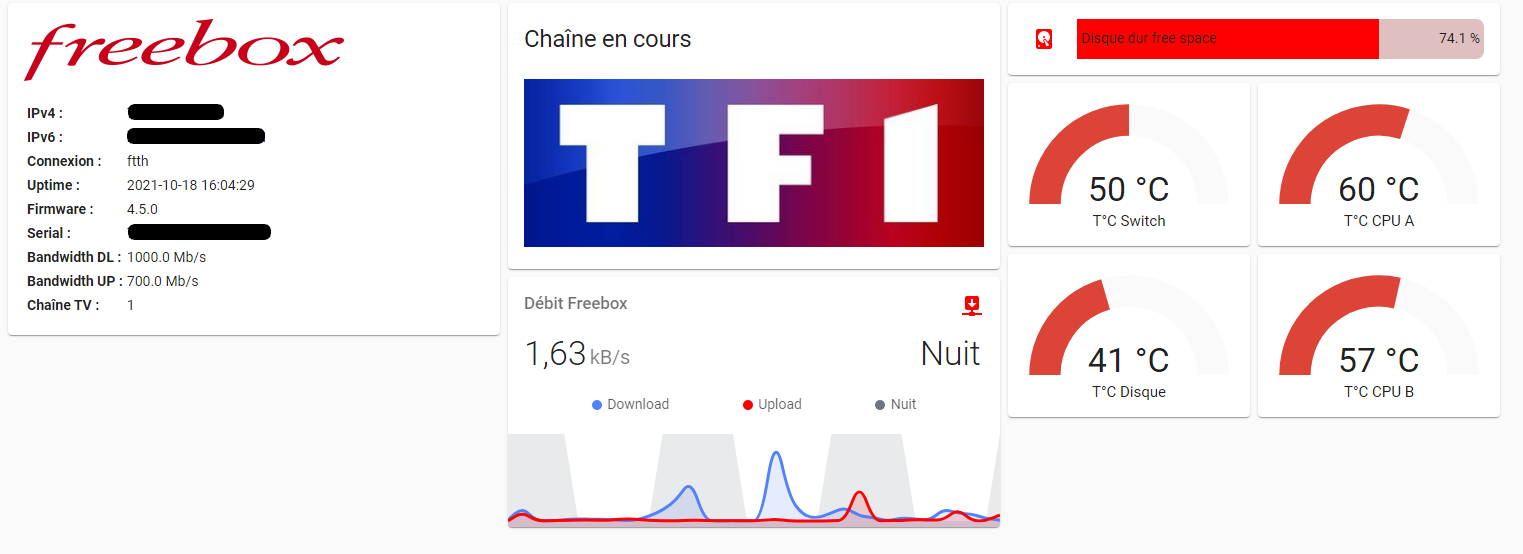 freebox
IPv4 :
IPv6 :
Connexion : ftth
Uptime : 2021-10-18 16:04:29
Firmware : 4.5.0
Serial :
Bandwidth DL : 1000.0 Mb/s
Bandwidth UP : 700.0 Mb/s
Chaîne TV : 1
Chaîne en cours
TF1
Débit Freebox
1,63 kB/s Nuit
Download Upload Nuit
Disque dur free space 74.1 %
50 °C
T°C Switch
60 °C
T°C CPU A
41 °C
T°C Disque
57 °C
T°C CPU B